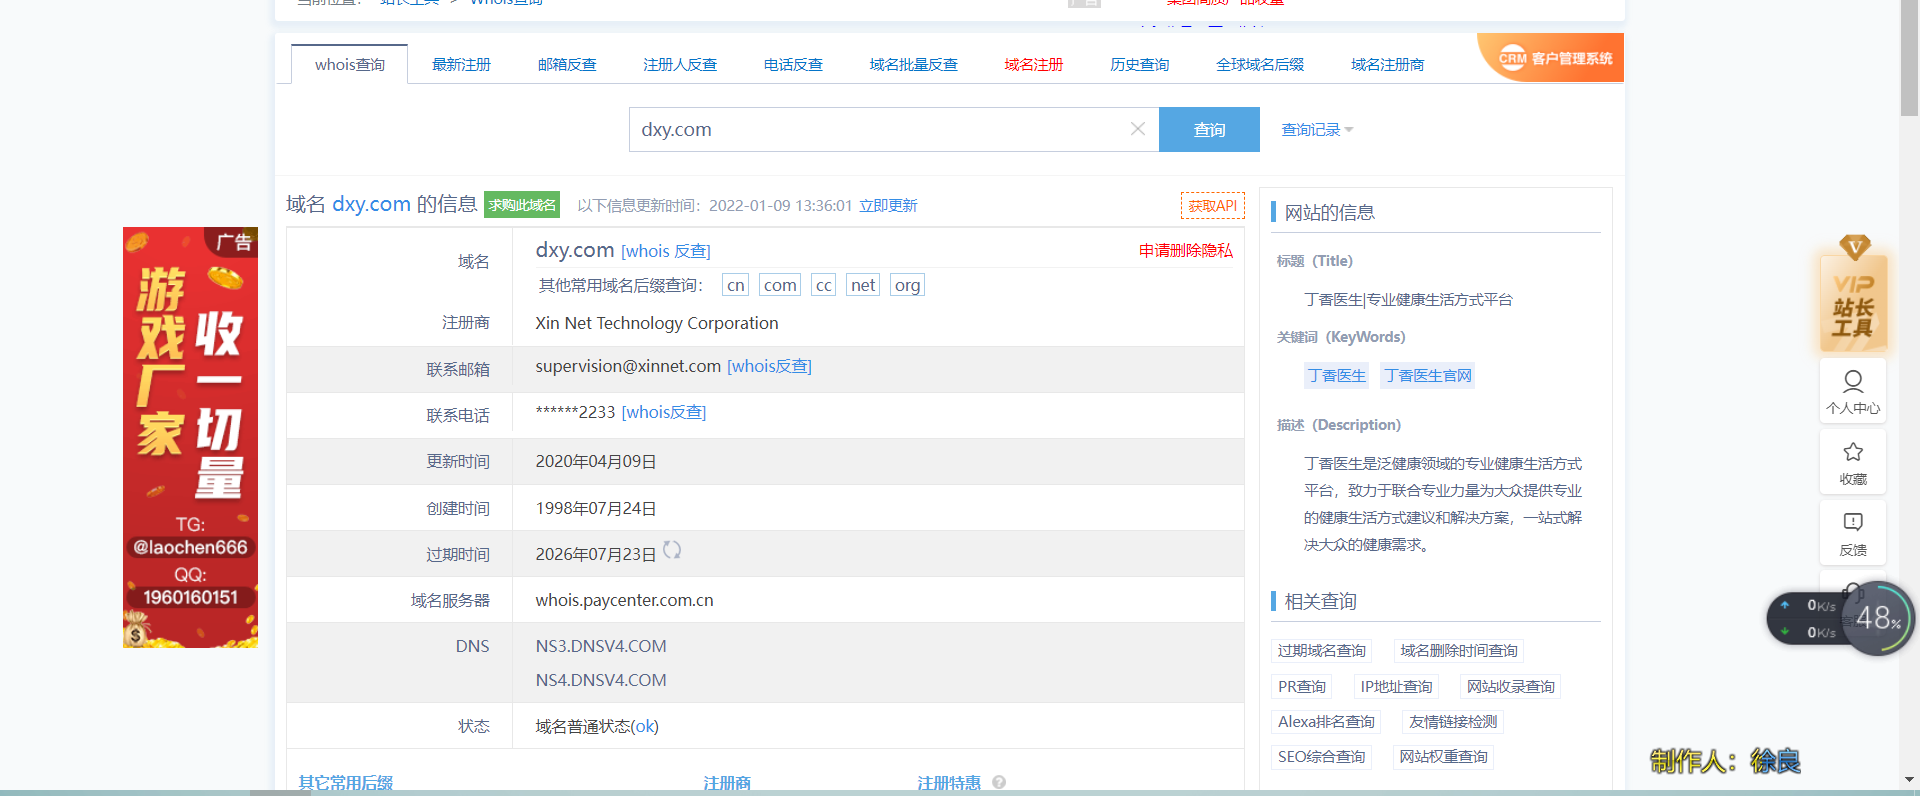 当前位置： 站长工具 > Whois查询
广告
集团高质产品收量
whois查询 最新注册 邮箱反查 注册人反查 电话反查 域名批量反查 域名注册 历史查询 全球域名后缀 域名注册商
CRM 客户管理系统
dxy.com
查询
查询记录
域名 dxy.com 的信息 求购此域名 以下信息更新时间：2022-01-09 13:36:01 立即更新
获取API
域名 dxy.com [whois 反查] 申请删除隐私
其他常用域名后缀查询： cn com cc net org
注册商 Xin Net Technology Corporation
联系邮箱 supervision@xinnet.com [whois反查]
联系电话 ******2233 [whois反查]
更新时间 2020年04月09日
创建时间 1998年07月24日
过期时间 2026年07月23日
域名服务器 whois.paycenter.com.cn
DNS NS3.DNSV4.COM
NS4.DNSV4.COM
状态 域名普通状态(ok)
其它常用后缀 注册商 注册特惠 ?
网站的信息
标题（Title）
丁香医生|专业健康生活方式平台
关键词（KeyWords）
丁香医生 丁香医生官网
描述（Description）
丁香医生是泛健康领域的专业健康生活方式
平台，致力于联合专业力量为大众提供专业
的健康生活方式建议和解决方案，一站式解
决大众的健康需求。
相关查询
过期域名查询 域名删除时间查询
PR查询 IP地址查询 网站收录查询
Alexa排名查询 友情链接检测
SEO综合查询 网站权重查询
广告
游戏厂家
收一切量
TG:
@laochen666
QQ:
1960160151
$
V
VIP
站长
工具
个人中心
收藏
反馈
0K/s
0K/s
48%
制作人：徐良